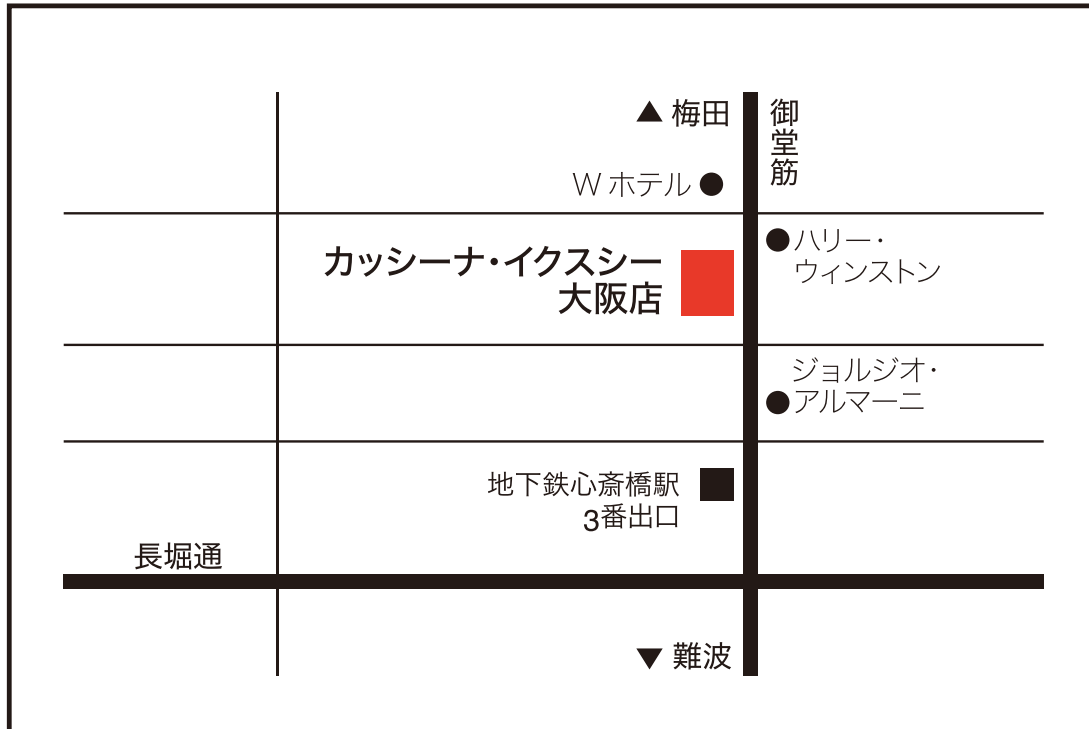 ▲ 梅田
御堂筋
W ホテル
ハリー・
ウィンストン
カッシーナ・イクスシー
大阪店
ジョルジオ・
アルマーニ
地下鉄心斎橋駅
3番出口
長堀通
▼ 難波